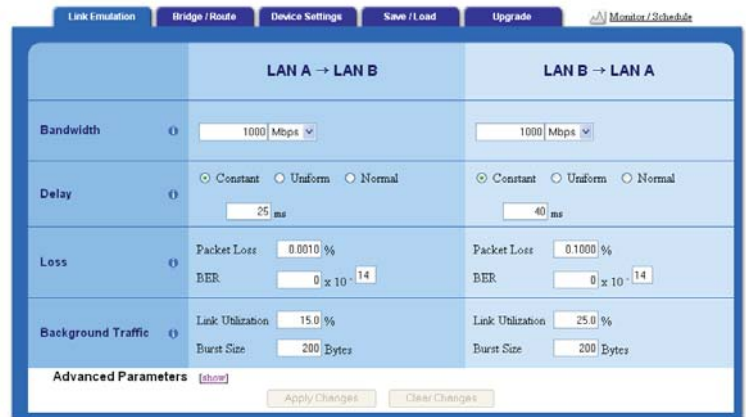 Link Emulation Bridge / Route Device Settings Save / Load Upgrade Monitor / Schedule
LAN A → LAN B LAN B → LAN A
Bandwidth 1000 Mbps 1000 Mbps
Delay Constant Uniform Normal Constant Uniform Normal
25 ms 40 ms
Loss Packet Loss 0.0010 % Packet Loss 0.1000 %
BER 0 x 10 - 14 BER 0 x 10 - 14
Background Traffic Link Utilization 15.0 % Link Utilization 25.0 %
Burst Size 200 Bytes Burst Size 200 Bytes
Advanced Parameters [show]
Apply Changes Clear Changes